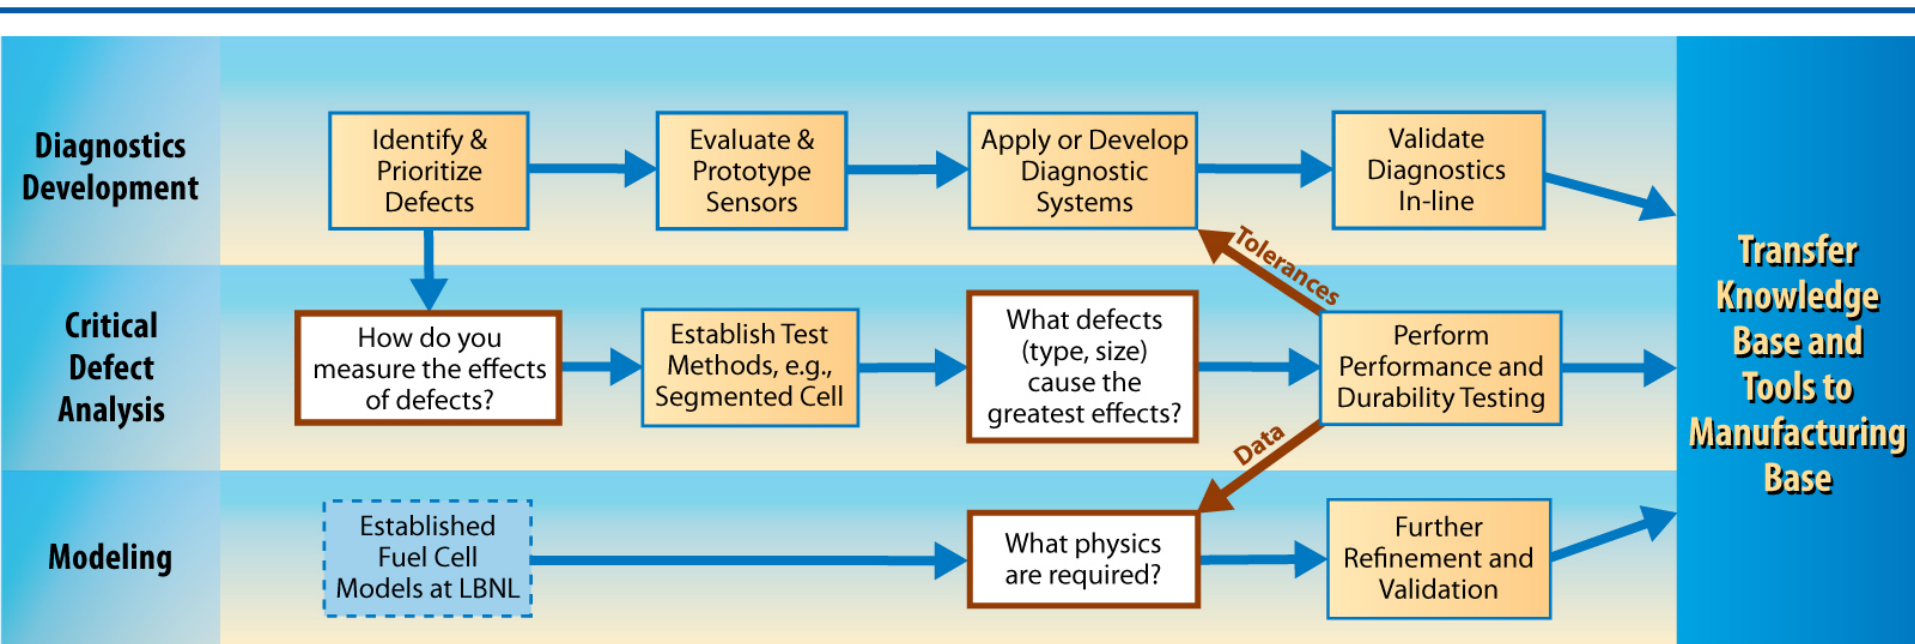 Diagnostics
Development
Identify &
Prioritize
Defects
Evaluate &
Prototype
Sensors
Apply or Develop
Diagnostic
Systems
Validate
Diagnostics
In-line
Tolerances
Critical
Defect
Analysis
How do you
measure the effects
of defects?
Establish Test
Methods, e.g.,
Segmented Cell
What defects
(type, size)
cause the
greatest effects?
Perform
Performance and
Durability Testing
Data
Modeling
Established
Fuel Cell
Models at LBNL
What physics
are required?
Further
Refinement and
Validation
Transfer
Knowledge
Base and
Tools to
Manufacturing
Base